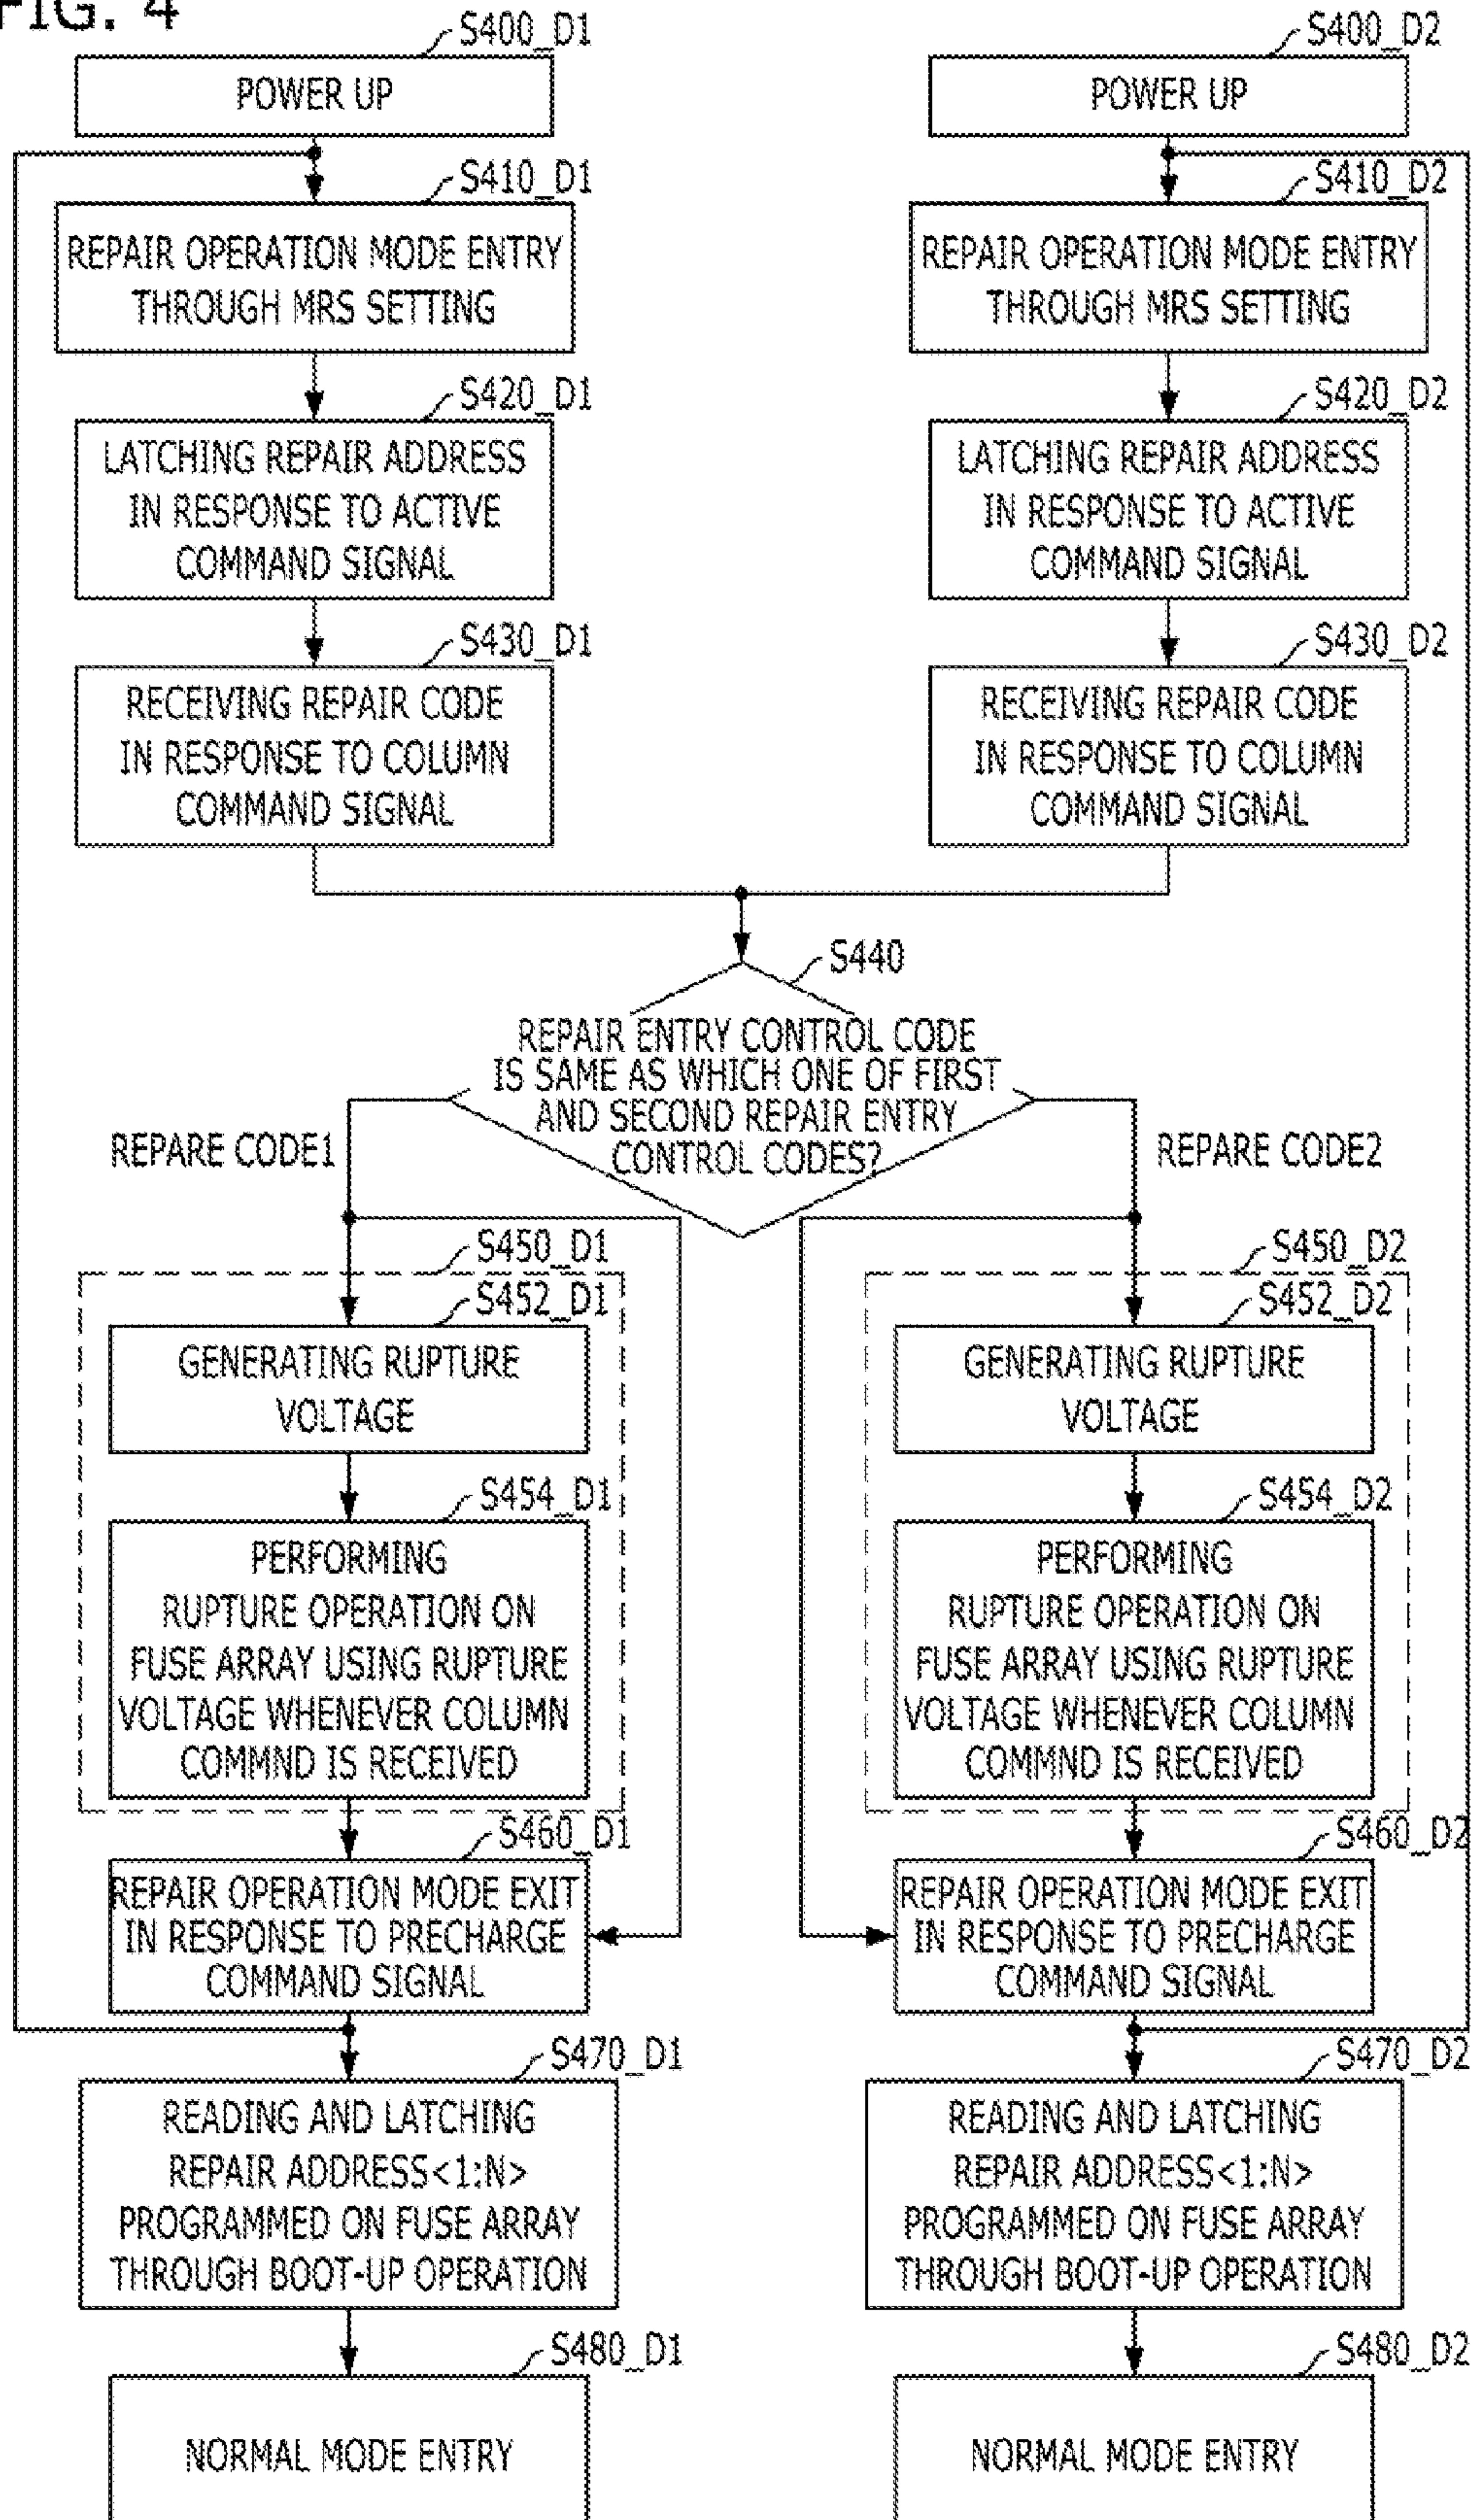 FIG. 4
S400_D1
POWER UP
S410_D1
REPAIR OPERATION MODE ENTRY
THROUGH MRS SETTING
S420_D1
LATCHING REPAIR ADDRESS
IN RESPONSE TO ACTIVE
COMMAND SIGNAL
S430_D1
RECEIVING REPAIR CODE
IN RESPONSE TO COLUMN
COMMAND SIGNAL
S400_D2
POWER UP
S410_D2
REPAIR OPERATION MODE ENTRY
THROUGH MRS SETTING
S420_D2
LATCHING REPAIR ADDRESS
IN RESPONSE TO ACTIVE
COMMAND SIGNAL
S430_D2
RECEIVING REPAIR CODE
IN RESPONSE TO COLUMN
COMMAND SIGNAL
S440
REPAIR ENTRY CONTROL CODE
IS SAME AS WHICH ONE OF FIRST
AND SECOND REPAIR ENTRY
CONTROL CODES?
REPARE CODE1
REPARE CODE2
S450_D1
S452_D1
GENERATING RUPTURE
VOLTAGE
S454_D1
PERFORMING
RUPTURE OPERATION ON
FUSE ARRAY USING RUPTURE
VOLTAGE WHENEVER COLUMN
COMMND IS RECEIVED
S460_D1
REPAIR OPERATION MODE EXIT
IN RESPONSE TO PRECHARGE
COMMAND SIGNAL
S470_D1
READING AND LATCHING
REPAIR ADDRESS<1:N>
PROGRAMMED ON FUSE ARRAY
THROUGH BOOT-UP OPERATION
S480_D1
NORMAL MODE ENTRY
S450_D2
S452_D2
GENERATING RUPTURE
VOLTAGE
S454_D2
PERFORMING
RUPTURE OPERATION ON
FUSE ARRAY USING RUPTURE
VOLTAGE WHENEVER COLUMN
COMMND IS RECEIVED
S460_D2
REPAIR OPERATION MODE EXIT
IN RESPONSE TO PRECHARGE
COMMAND SIGNAL
S470_D2
READING AND LATCHING
REPAIR ADDRESS<1:N>
PROGRAMMED ON FUSE ARRAY
THROUGH BOOT-UP OPERATION
S480_D2
NORMAL MODE ENTRY